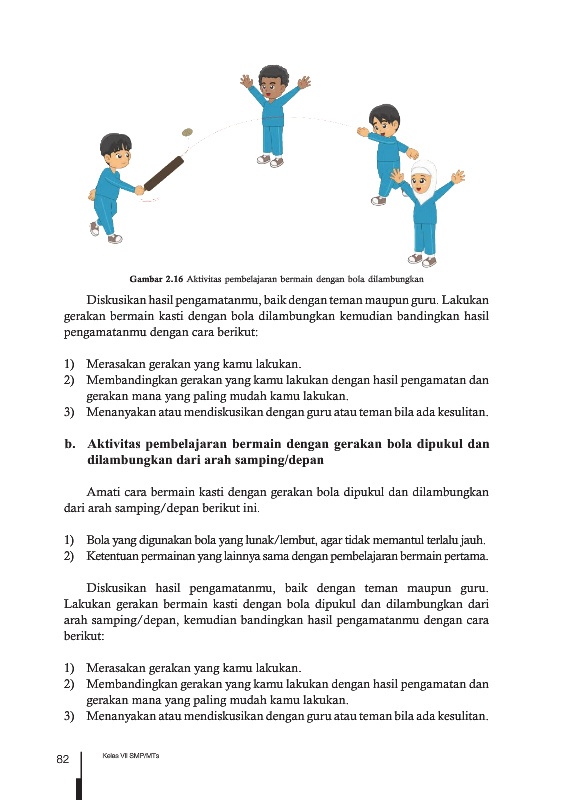 Gambar 2.16 Aktivitas pembelajaran bermain dengan bola dilambungkan
Diskusikan hasil pengamatanmu, baik dengan teman maupun guru. Lakukan
gerakan bermain kasti dengan bola dilambungkan kemudian bandingkan hasil
pengamatanmu dengan cara berikut:
1) Merasakan gerakan yang kamu lakukan.
2) Membandingkan gerakan yang kamu lakukan dengan hasil pengamatan dan
gerakan mana yang paling mudah kamu lakukan.
3) Menanyakan atau mendiskusikan dengan guru atau teman bila ada kesulitan.
b. Aktivitas pembelajaran bermain dengan gerakan bola dipukul dan
dilambungkan dari arah samping/depan
Amati cara bermain kasti dengan gerakan bola dipukul dan dilambungkan
dari arah samping/depan berikut ini.
1) Bola yang digunakan bola yang lunak/lembut, agar tidak memantul terlalu jauh.
2) Ketentuan permainan yang lainnya sama dengan pembelajaran bermain pertama.
Diskusikan hasil pengamatanmu, baik dengan teman maupun guru.
Lakukan gerakan bermain kasti dengan bola dipukul dan dilambungkan dari
arah samping/depan, kemudian bandingkan hasil pengamatanmu dengan cara
berikut:
1) Merasakan gerakan yang kamu lakukan.
2) Membandingkan gerakan yang kamu lakukan dengan hasil pengamatan dan
gerakan mana yang paling mudah kamu lakukan.
3) Menanyakan atau mendiskusikan dengan guru atau teman bila ada kesulitan.
82
Kelas VII SMP/MTs